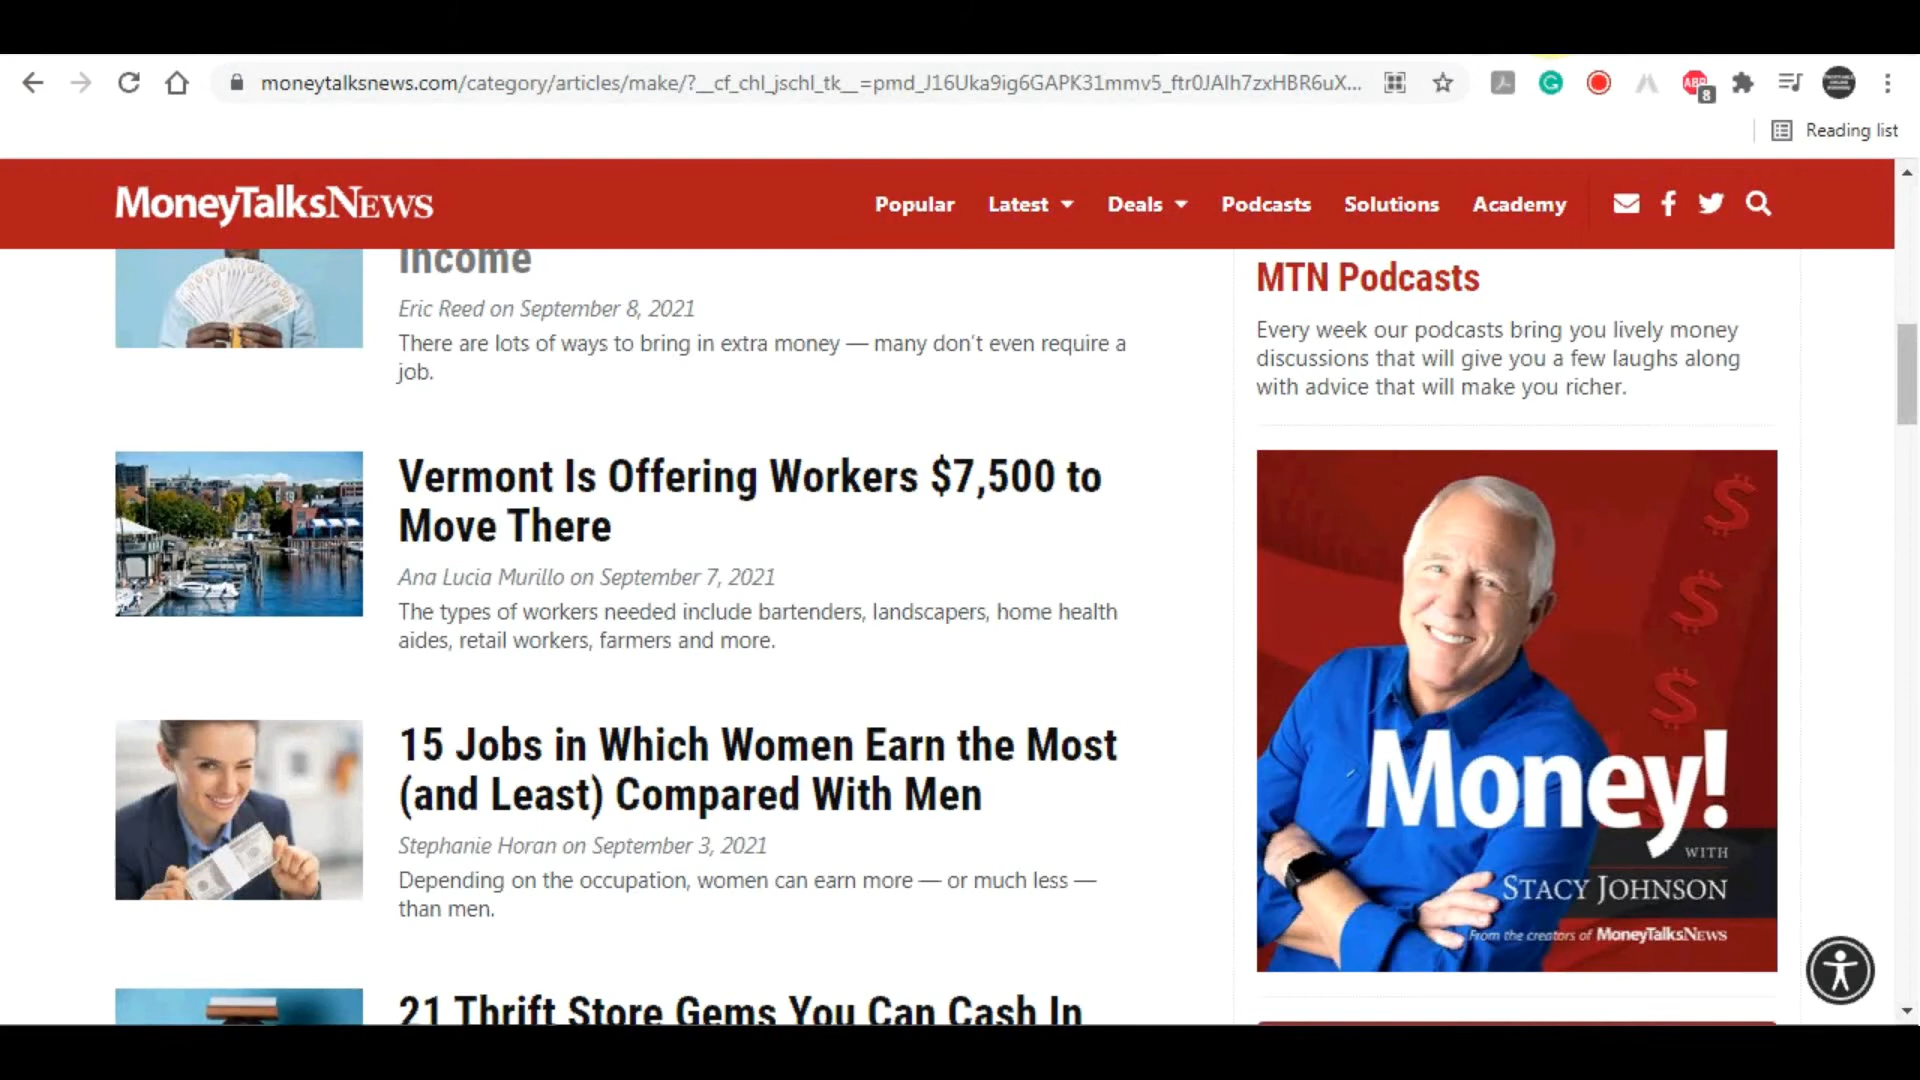 moneytalksnews.com/category/articles/make/?__cf_chl_jschl_tk__=pmd_J16Uka9ig6GAPK31mmv5_ftr0JAlh7zxHBR6uX...
ABP
8
Reading list
MoneyTalksNews
Popular
Latest
Deals
Podcasts
Solutions
Academy
Income
Eric Reed on September 8, 2021
There are lots of ways to bring in extra money — many don't even require a
job.
Vermont Is Offering Workers $7,500 to
Move There
Ana Lucia Murillo on September 7, 2021
The types of workers needed include bartenders, landscapers, home health
aides, retail workers, farmers and more.
15 Jobs in Which Women Earn the Most
(and Least) Compared With Men
Stephanie Horan on September 3, 2021
Depending on the occupation, women can earn more — or much less —
than men.
21 Thrift Store Gems You Can Cash In
MTN Podcasts
Every week our podcasts bring you lively money
discussions that will give you a few laughs along
with advice that will make you richer.
Money!
WITH
STACY JOHNSON
From the creators of MoneyTalksNews